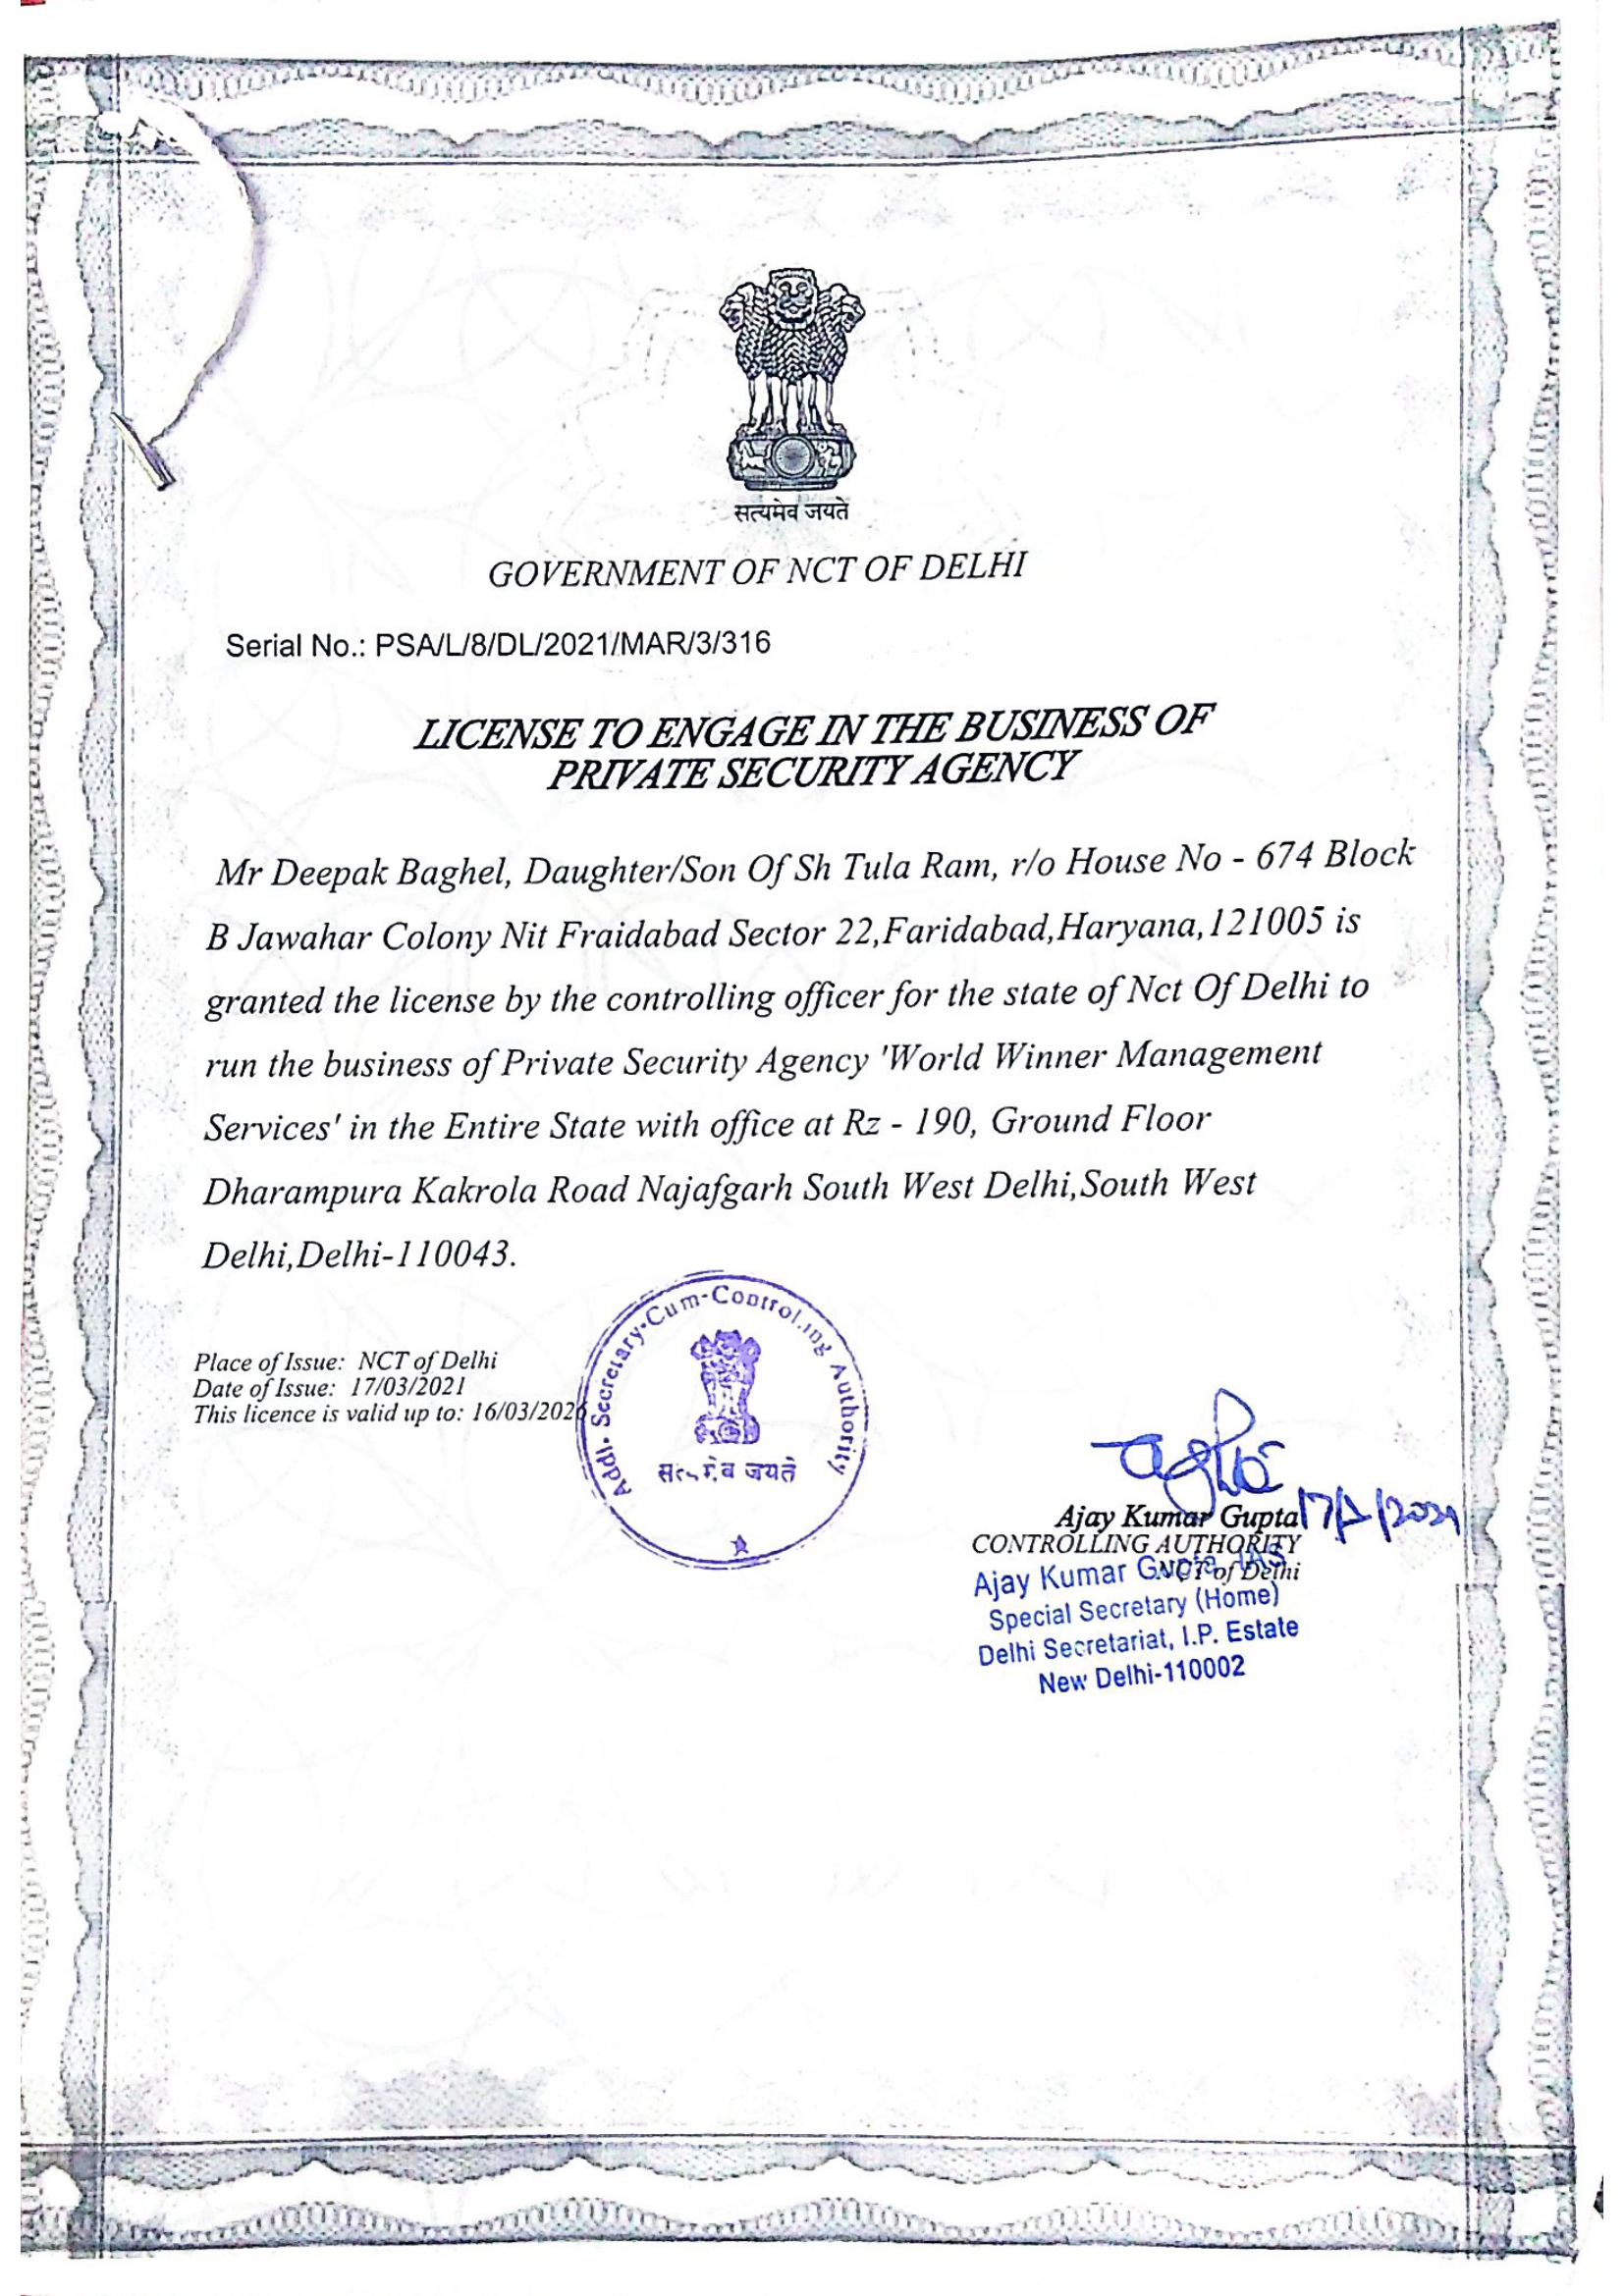 सत्यमेव जयते
GOVERNMENT OF NCT OF DELHI
Serial No.: PSA/L/8/DL/2021/MAR/3/316
LICENSE TO ENGAGE IN THE BUSINESS OF
PRIVATE SECURITY AGENCY
Mr Deepak Baghel, Daughter/Son Of Sh Tula Ram, r/o House No - 674 Block
B Jawahar Colony Nit Fraidabad Sector 22,Faridabad,Haryana,121005 is
granted the license by the controlling officer for the state of Nct Of Delhi to
run the business of Private Security Agency 'World Winner Management
Services' in the Entire State with office at Rz - 190, Ground Floor
Dharampura Kakrola Road Najafgarh South West Delhi,South West
Delhi,Delhi-110043.
Place of Issue: NCT of Delhi
Date of Issue: 17/03/2021
This licence is valid up to: 16/03/2026
Addl. Secretary-Cum-Controling Authority
सत्यमेव जयते
Ajay Kumar Gupta
CONTROLLING AUTHORITY
NCT of Delhi
Ajay Kumar Gupta, IAS
Special Secretary (Home)
Delhi Secretariat, I.P. Estate
New Delhi-110002